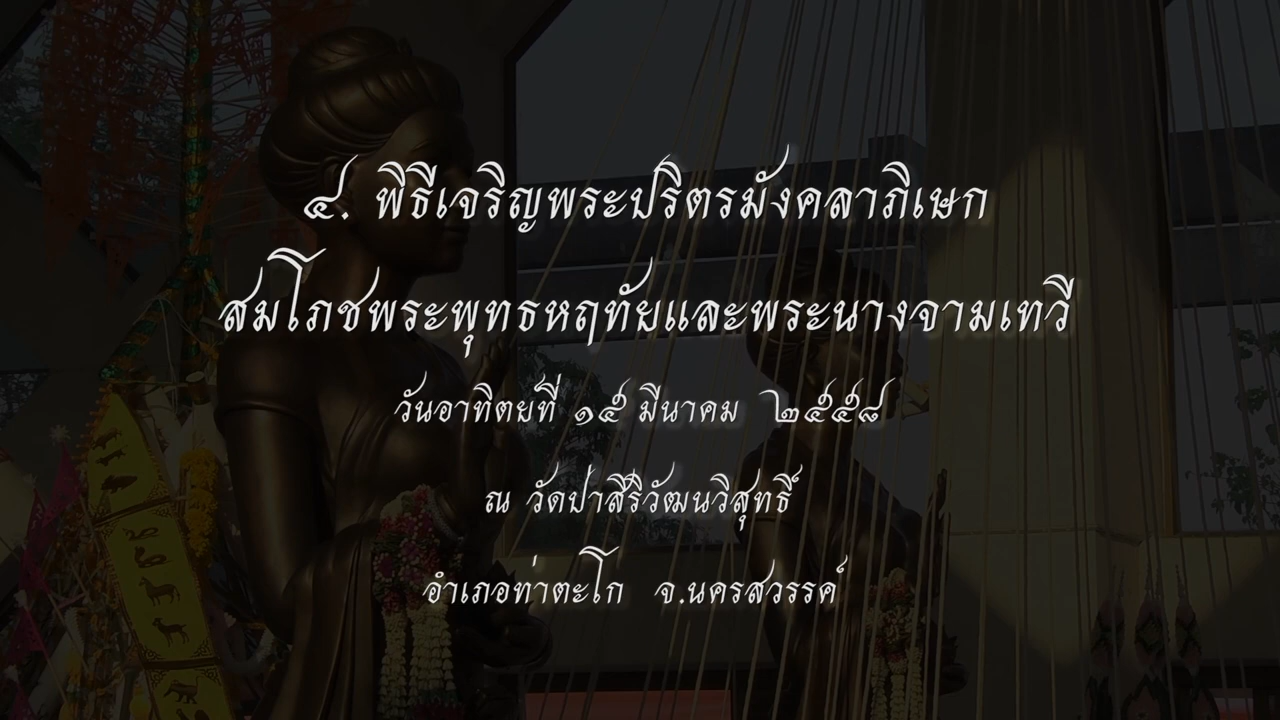 ๔. พิธีเจริญพระปริตรมังคลาภิเษก
สมโภชพระพุทธหฤทัยและพระนางจามเทวี
วันอาทิตยที่ ๑๕ มีนาคม ๒๕๕๘
ณ วัดป่าสิริวัฒนวิสุทธิ์
อำเภอท่าตะโก จ.นครสวรรค์